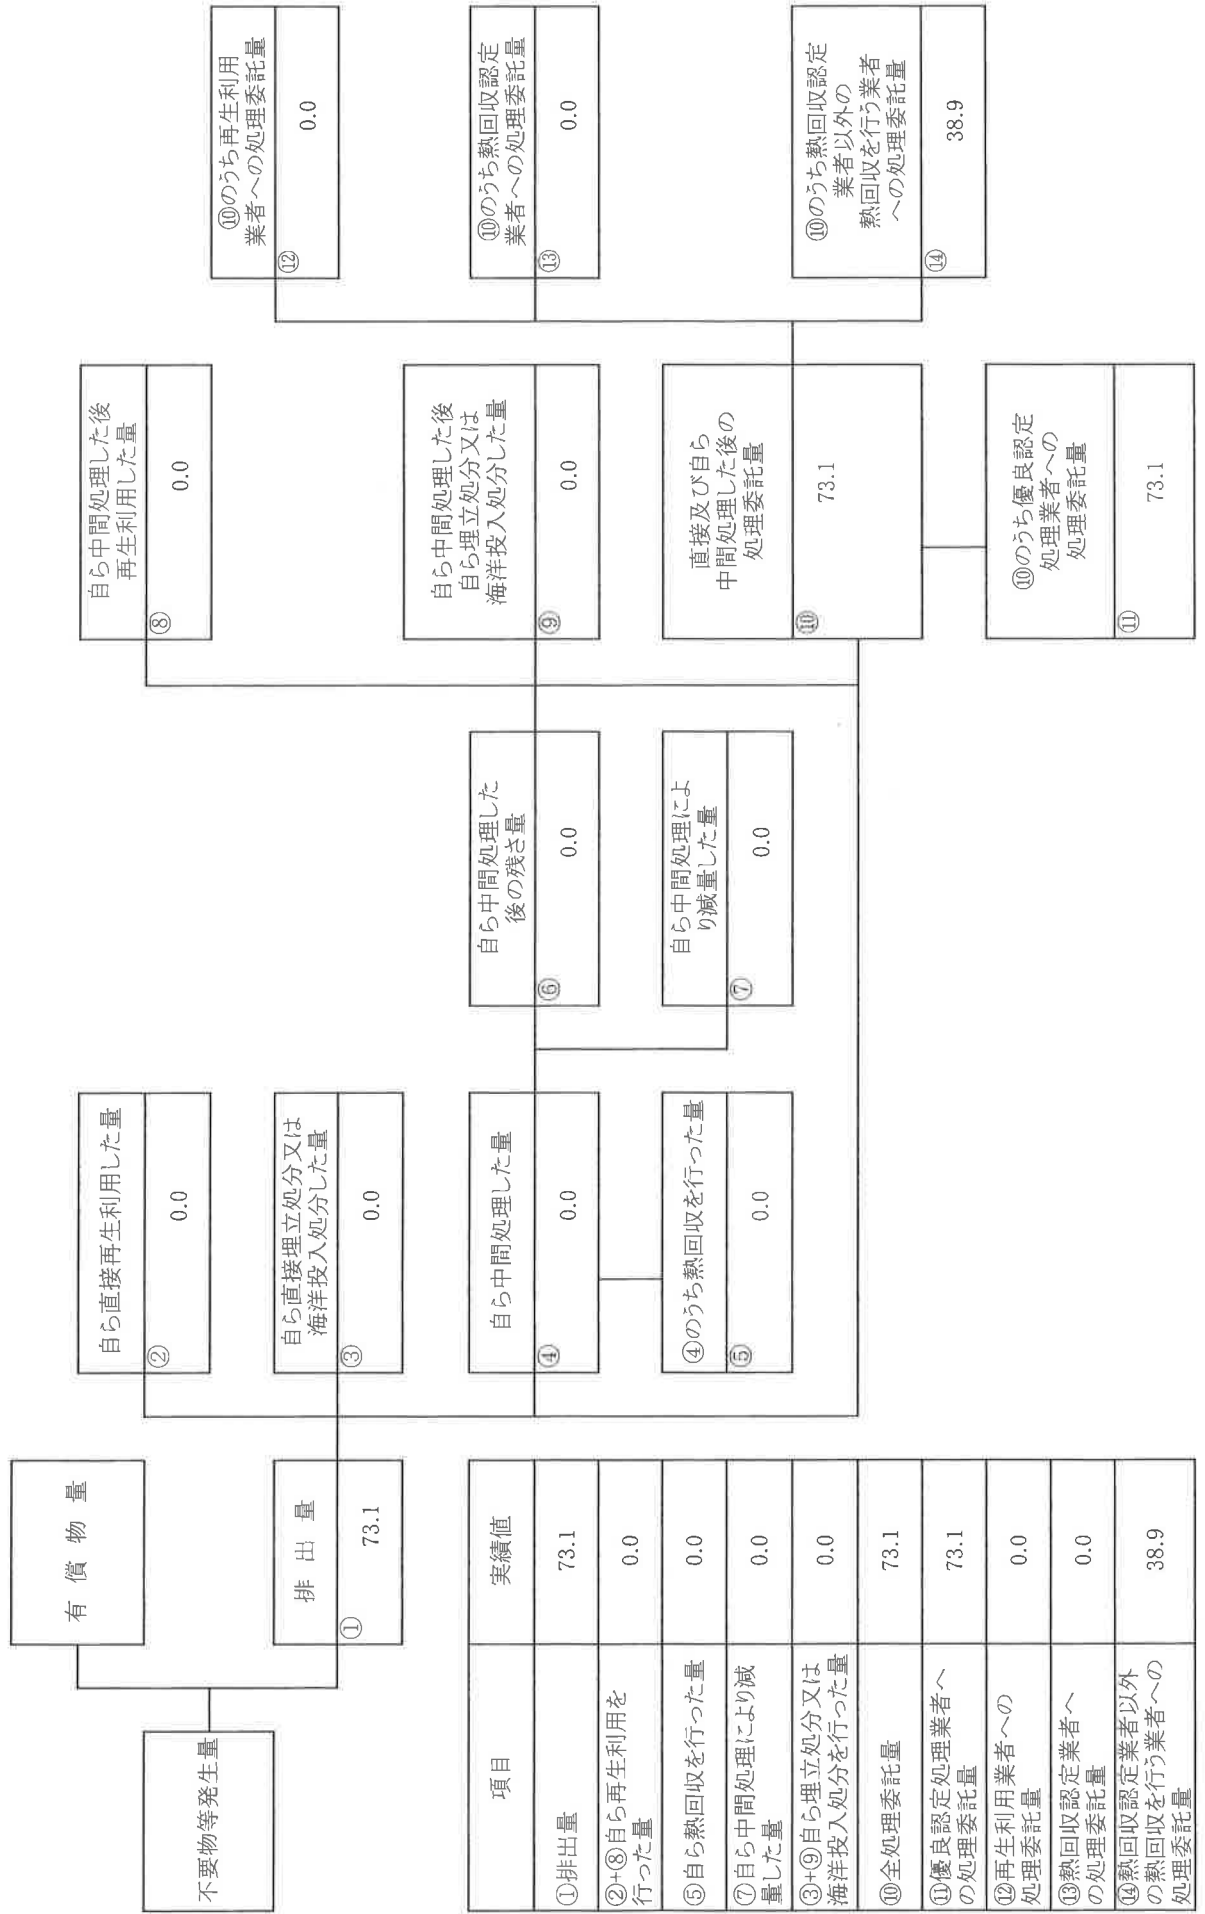 不要物等発生量
有償物量
排出量
①
73.1
自ら直接再生利用した量
②
0.0
自ら直接埋立処分又は
海洋投入処分した量
③
0.0
自ら中間処理した量
④
0.0
④のうち熱回収を行った量
⑤
0.0
自ら中間処理した
後の残さ量
⑥
0.0
自ら中間処理によ
り減量した量
⑦
0.0
自ら中間処理した後
再生利用した量
⑧
0.0
自ら中間処理した後
自ら埋立処分又は
海洋投入処分した量
⑨
0.0
直接及び自ら
中間処理した後の
処理委託量
⑩
73.1
⑩のうち優良認定
処理業者への
処理委託量
⑪
73.1
⑩のうち再生利用
業者への処理委託量
⑫
0.0
⑩のうち熱回収認定
業者への処理委託量
⑬
0.0
⑩のうち熱回収認定
業者以外の
熱回収を行う業者
への処理委託量
⑭
38.9
項目 実績値
①排出量 73.1
②+⑧自ら再生利用を
行った量 0.0
⑤自ら熱回収を行った量 0.0
⑦自ら中間処理により減
量した量 0.0
③+⑨自ら埋立処分又は
海洋投入処分を行った量 0.0
⑩全処理委託量 73.1
⑪優良認定処理業者へ
の処理委託量 73.1
⑫再生利用業者への
処理委託量 0.0
⑬熱回収認定業者へ
の処理委託量 0.0
⑭熱回収認定業者以外
の熱回収を行う業者への
処理委託量 38.9